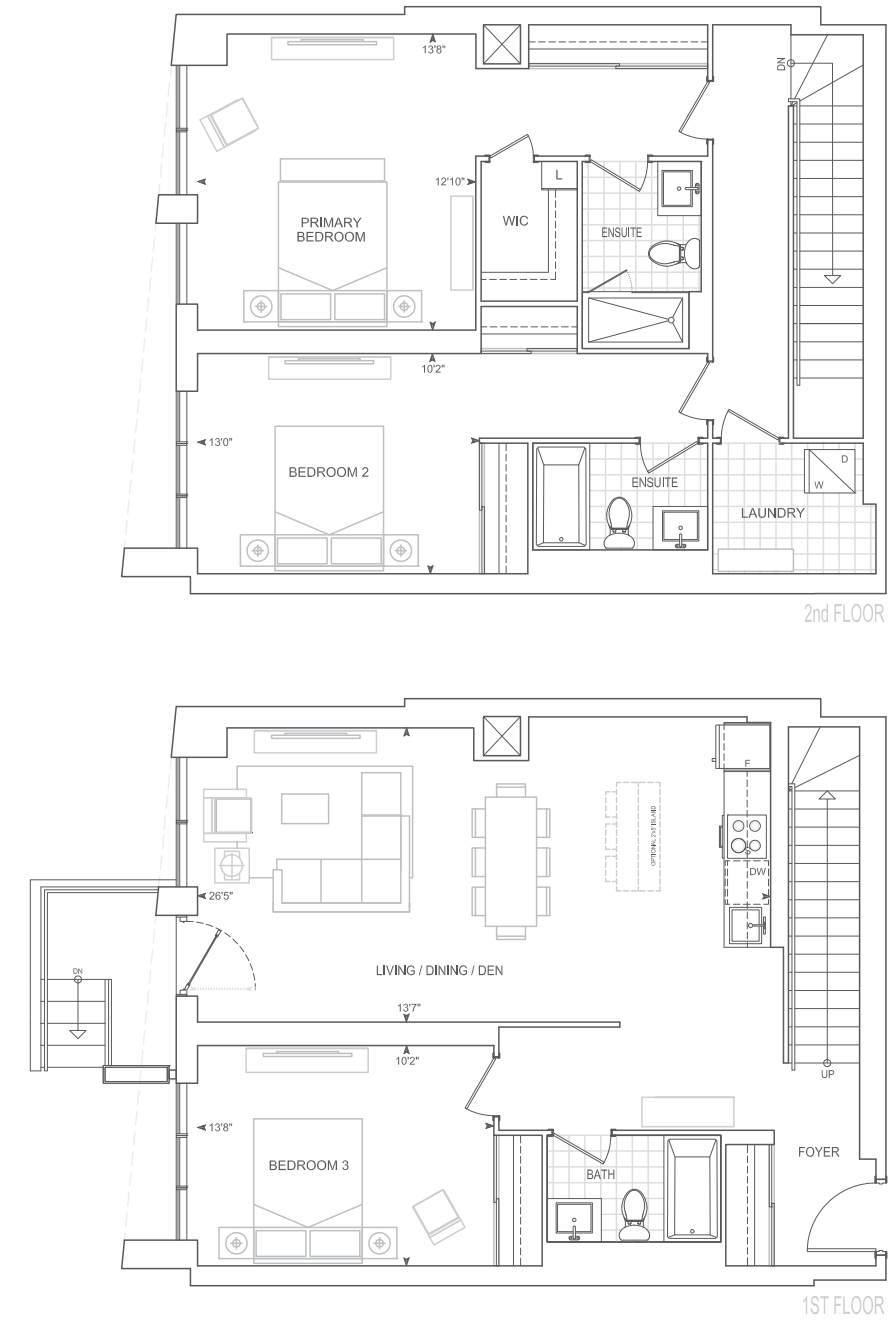 13'8"
DN
12'10"
L
PRIMARY
BEDROOM
WIC
ENSUITE
10'2"
13'0"
BEDROOM 2
ENSUITE
D
W
LAUNDRY
2nd FLOOR
F
OPTIONAL 2'x5' ISLAND
DW
26'5"
LIVING / DINING / DEN
DN
13'7"
10'2"
UP
13'8"
FOYER
BEDROOM 3
BATH
1ST FLOOR